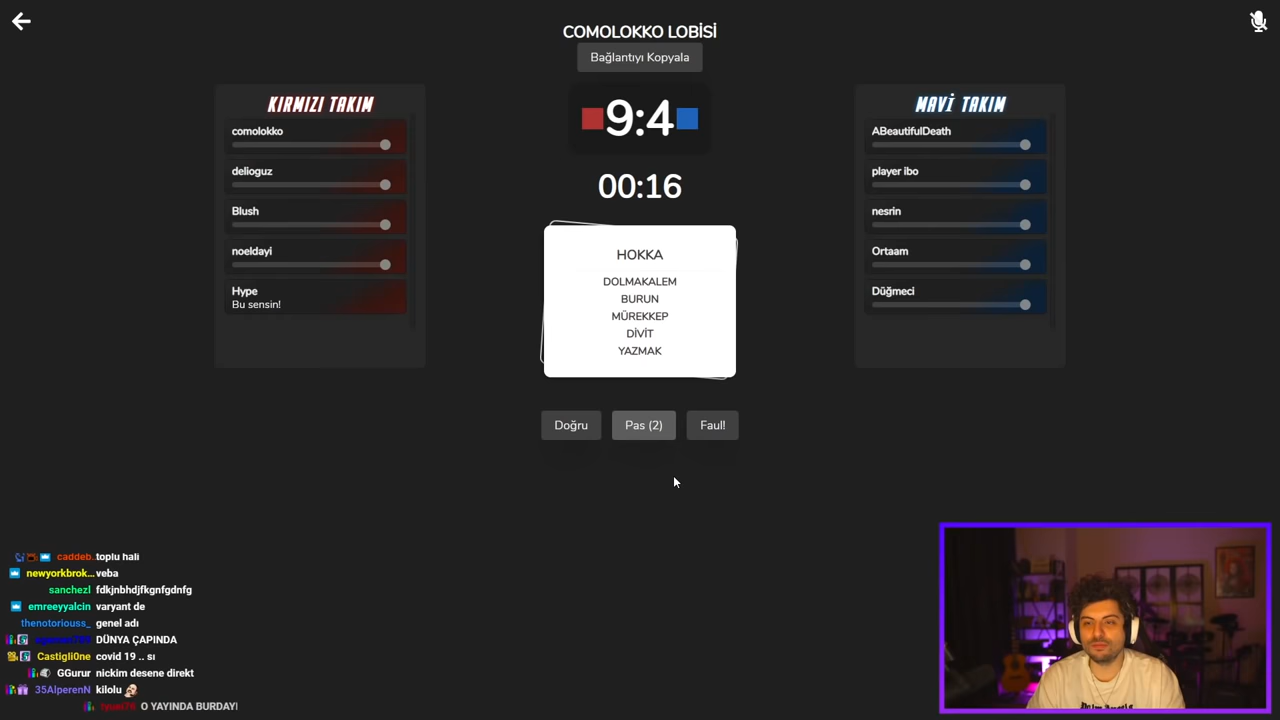 COMOLOKKO LOBİSİ
Bağlantıyı Kopyala
KIRMIZI TAKIM
comolokko
delioguz
Blush
noeldayi
Hype
Bu sensin!
9:4
00:16
HOKKA
DOLMAKALEM
BURUN
MÜREKKEP
DİVİT
YAZMAK
Doğru
Pas (2)
Faul!
MAVİ TAKIM
ABeautifulDeath
player ibo
nesrin
Ortaam
Düğmeci
caddeb.. toplu hali
newyorkbrok... veba
sanchezl fdkjnbhdjfkgnfgdnfg
emreeyyalcin varyant de
thenotoriouss_ genel adı
DÜNYA ÇAPINDA
Castigli0ne covid 19 .. sı
GGurur nickim desene direkt
35AlperenN kilolu
O YAYINDA BURDAYI